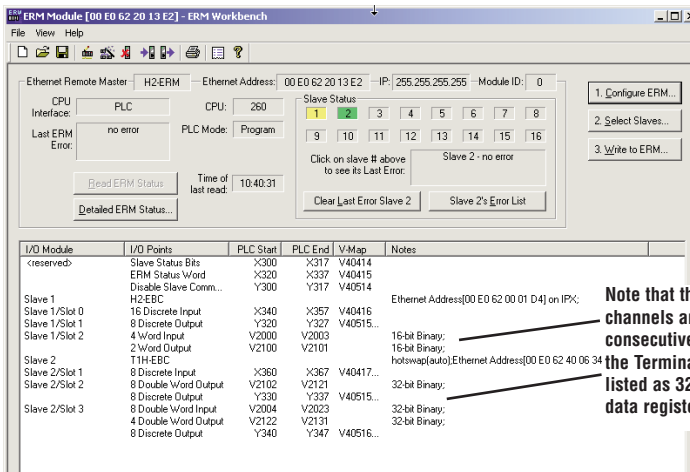 ERM Module [00 E0 62 20 13 E2] - ERM Workbench
File View Help
Ethernet Remote Master H2-ERM Ethernet Address: 00 E0 62 20 13 E2 IP: 255.255.255.255 Module ID: 0
CPU Interface: PLC CPU: 260
Last ERM Error: no error PLC Mode: Program
Read ERM Status Time of last read: 10:40:31
Detailed ERM Status...
Slave Status
1 2 3 4 5 6 7 8
9 10 11 12 13 14 15 16
Click on slave # above to see its Last Error: Slave 2 - no error
Clear Last Error Slave 2 Slave 2's Error List
1. Configure ERM...
2. Select Slaves...
3. Write to ERM...
I/O Module I/O Points PLC Start PLC End V-Map Notes
<reserved> Slave Status Bits X300 X317 V40414
ERM Status Word X320 X337 V40415
Disable Slave Comm... Y300 Y317 V40514
Slave 1 H2-EBC Ethernet Address[00 E0 62 00 01 D4] on IPX;
Slave 1/Slot 0 16 Discrete Input X340 X357 V40416
Slave 1/Slot 1 8 Discrete Output Y320 Y327 V40515...
Slave 1/Slot 2 4 Word Input V2000 V2003 16-bit Binary;
2 Word Output V2100 V2101 16-bit Binary;
Slave 2 T1H-EBC hotswap(auto);Ethernet Address[00 E0 62 40 06 34
Slave 2/Slot 1 8 Discrete Input X360 X367 V40417...
Slave 2/Slot 2 8 Double Word Output V2102 V2121 32-bit Binary;
8 Discrete Output Y330 Y337 V40515...
Slave 2/Slot 3 8 Double Word Input V2004 V2023 32-bit Binary;
4 Double Word Output V2122 V2131 32-bit Binary;
8 Discrete Output Y340 Y347 V40516...
Note that th
channels a
consecutive
the Termina
listed as 32
data registe